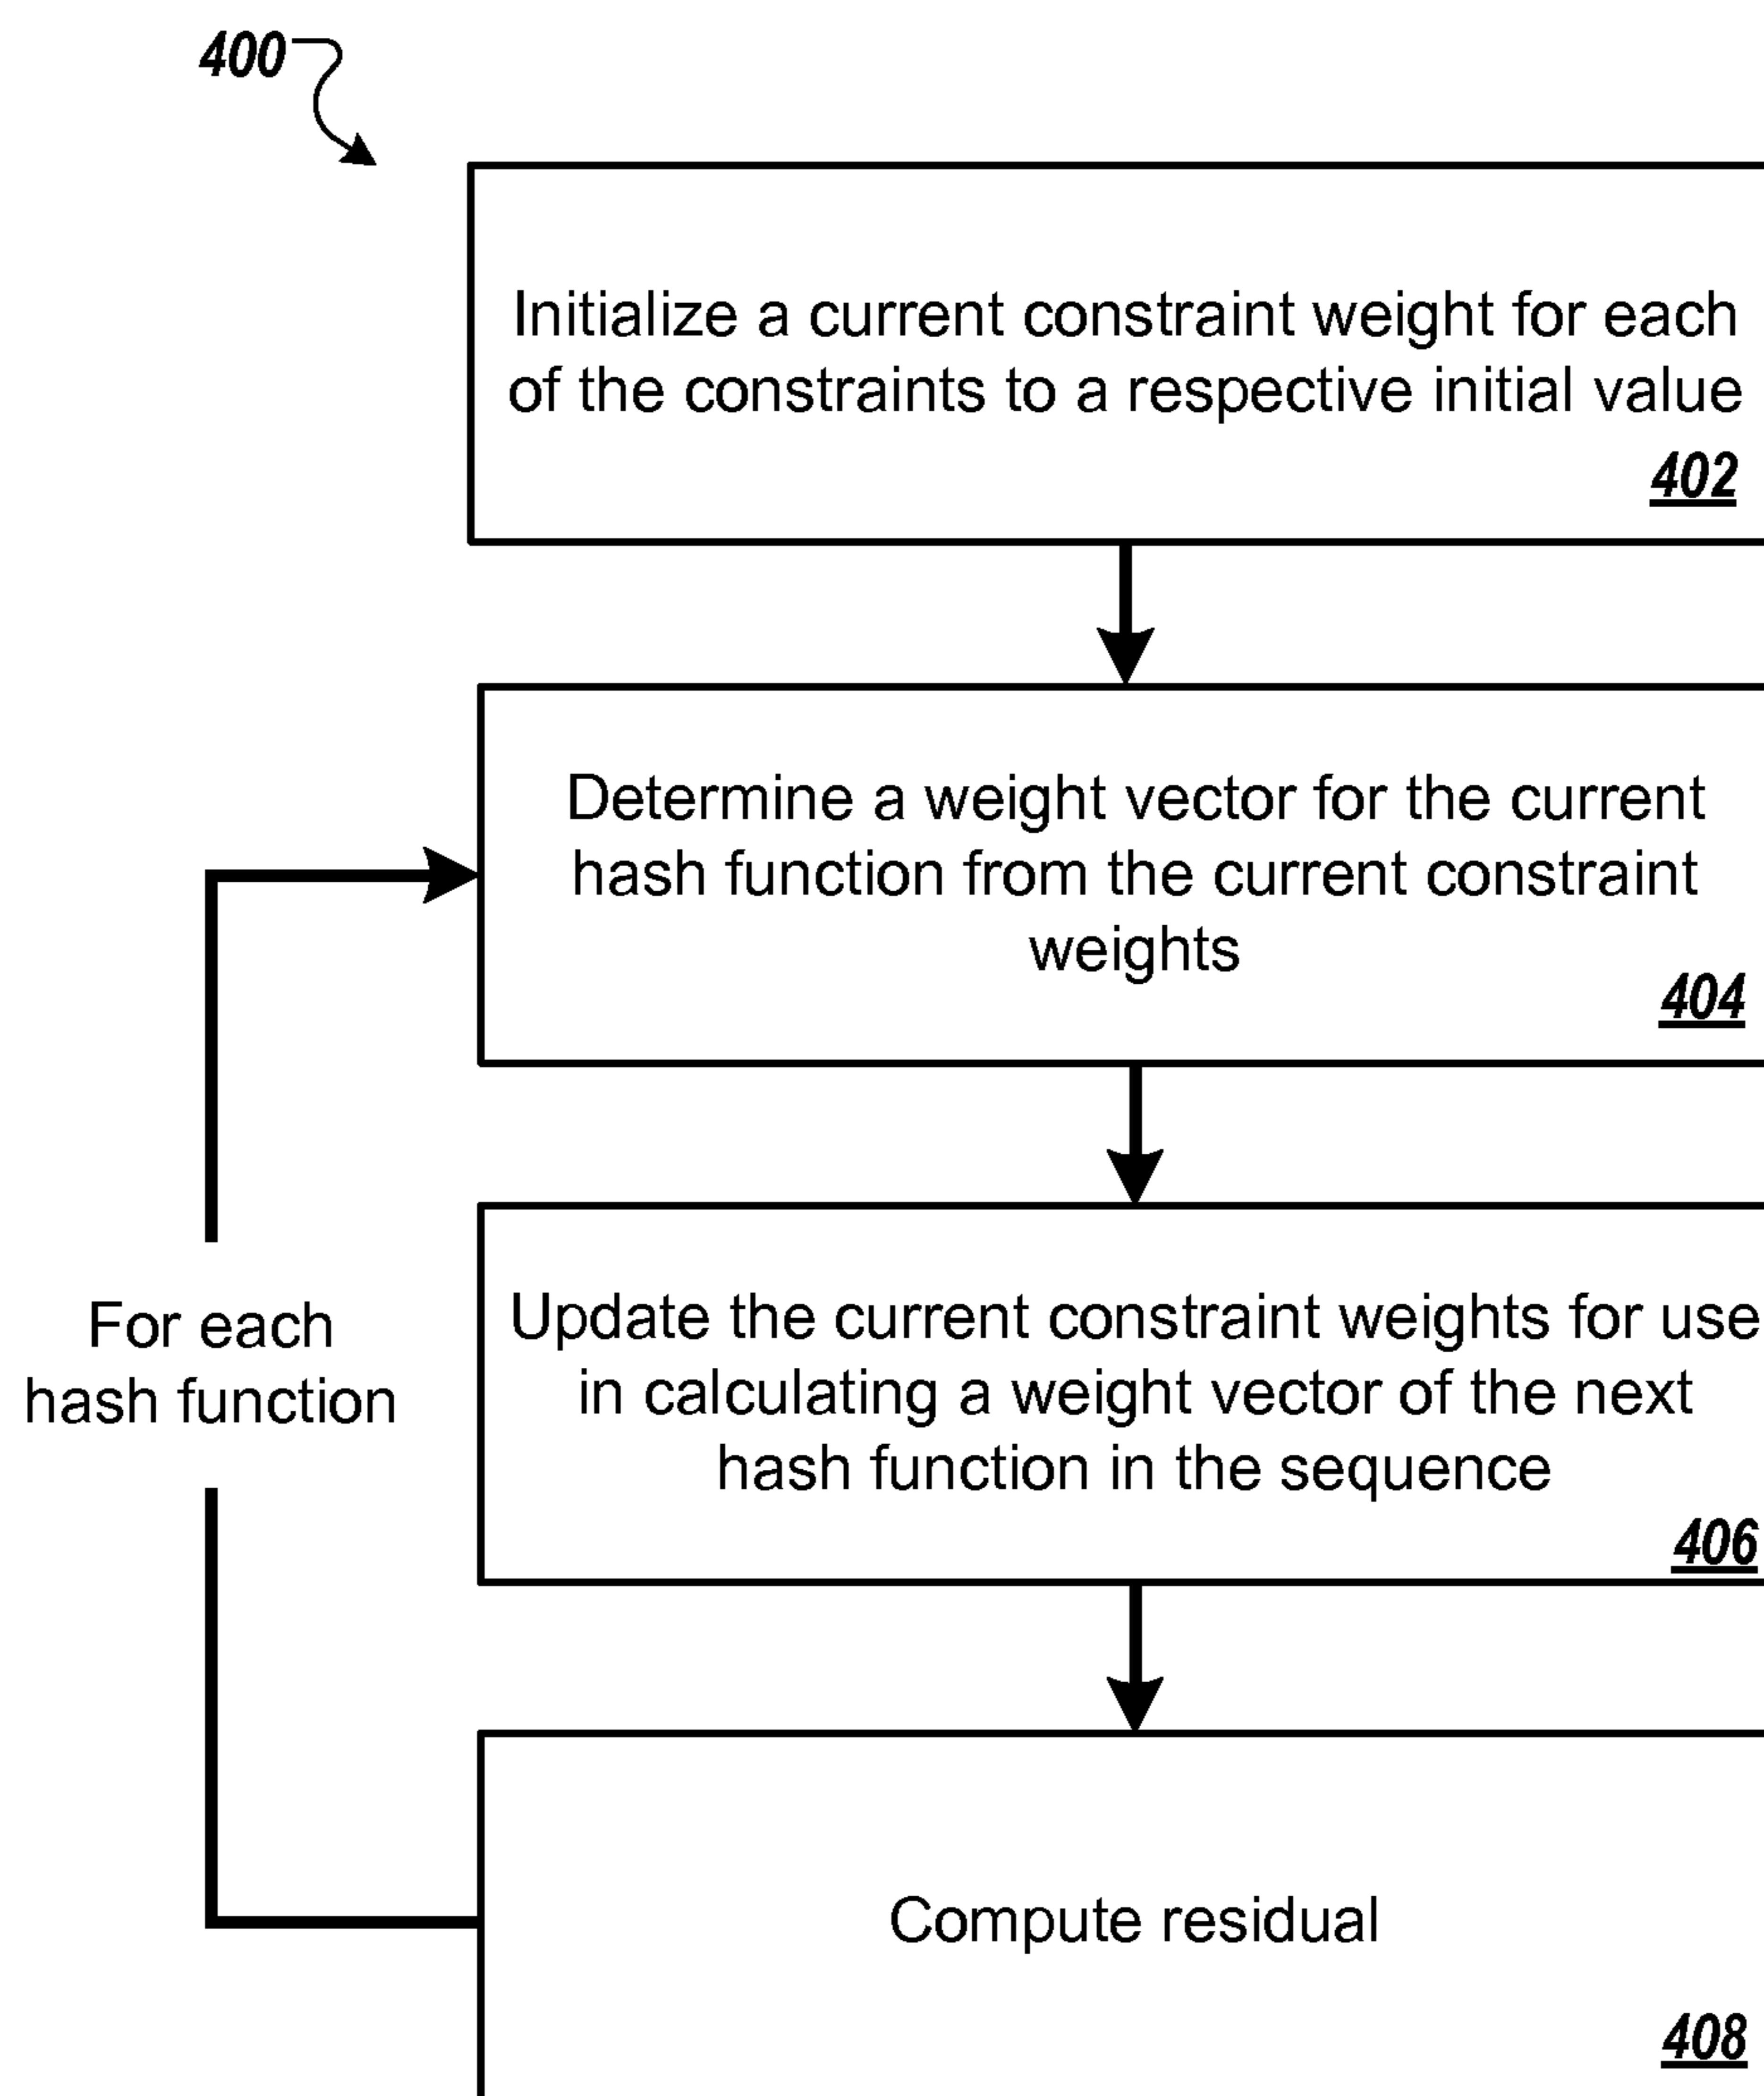 400
Initialize a current constraint weight for each
of the constraints to a respective initial value
402
Determine a weight vector for the current
hash function from the current constraint
weights
404
For each
hash function
Update the current constraint weights for use
in calculating a weight vector of the next
hash function in the sequence
406
Compute residual
408